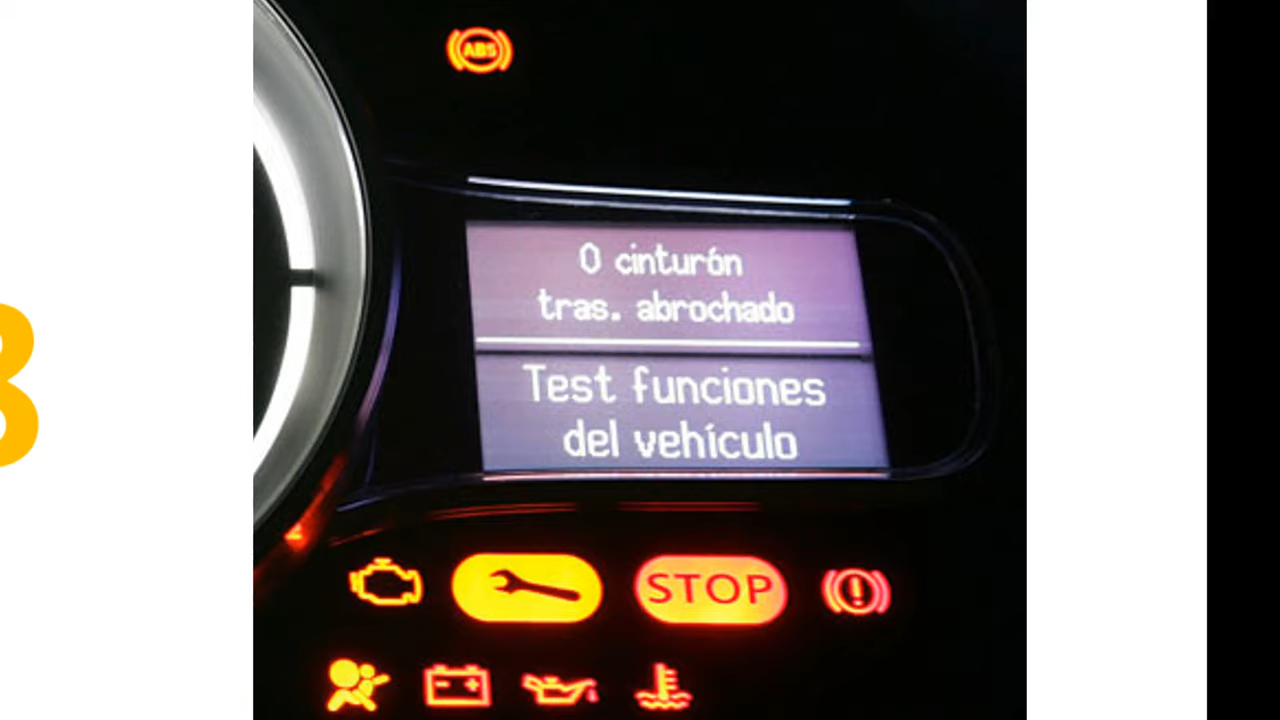 ABS
0 cinturón
tras. abrochado
Test funciones
del vehículo
STOP